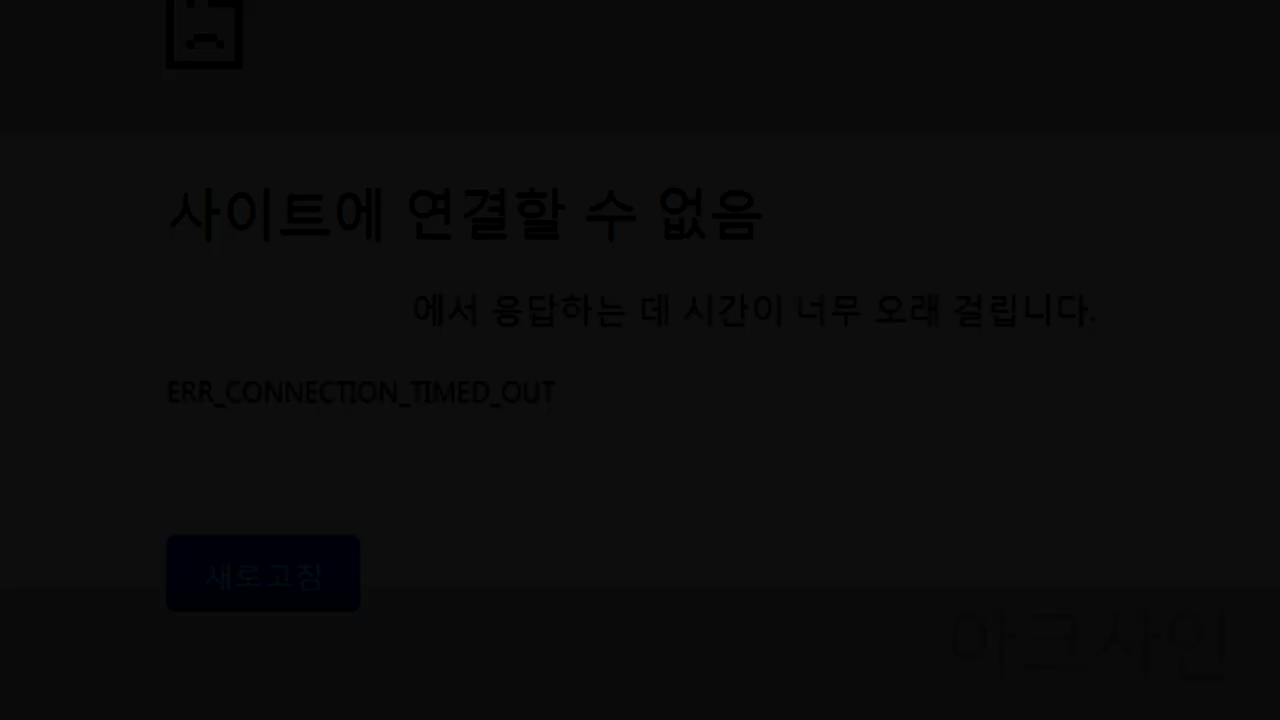 사이트에 연결할 수 없음
에서 응답하는 데 시간이 너무 오래 걸립니다.
ERR_CONNECTION_TIMED_OUT
새로고침
아크사인